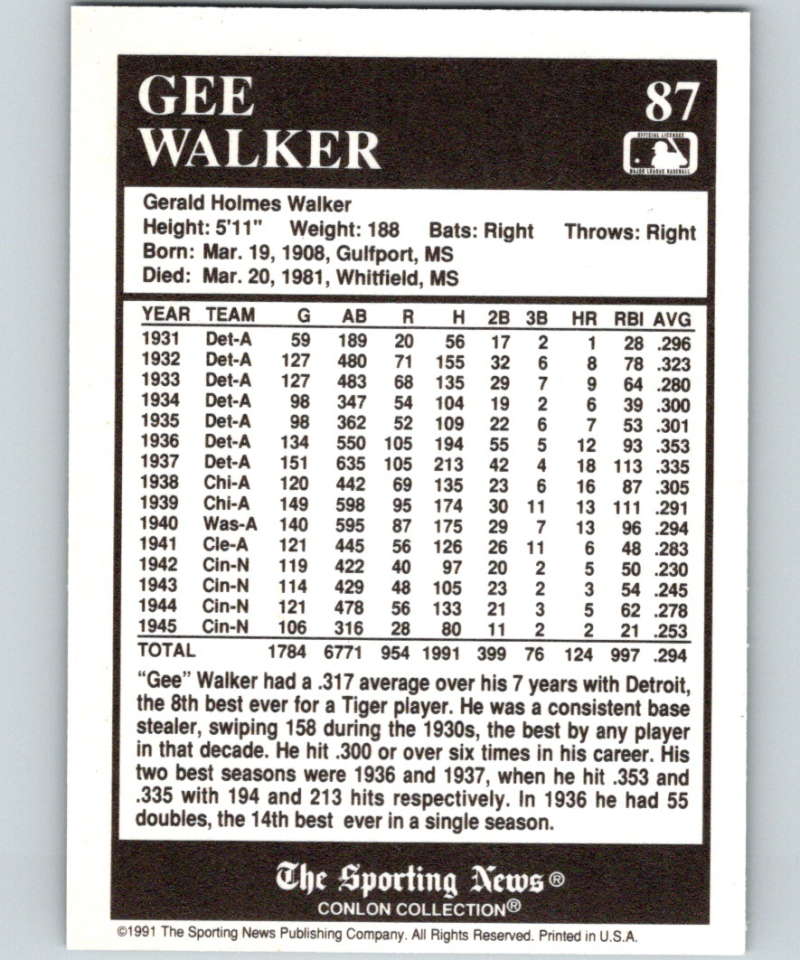 GEE 87
WALKER
OFFICIAL LICENSEE
MAJOR LEAGUE BASEBALL
Gerald Holmes Walker
Height: 5'11" Weight: 188 Bats: Right Throws: Right
Born: Mar. 19, 1908, Gulfport, MS
Died: Mar. 20, 1981, Whitfield, MS
YEAR TEAM G AB R H 2B 3B HR RBI AVG
1931 Det-A 59 189 20 56 17 2 1 28 .296
1932 Det-A 127 480 71 155 32 6 8 78 .323
1933 Det-A 127 483 68 135 29 7 9 64 .280
1934 Det-A 98 347 54 104 19 2 6 39 .300
1935 Det-A 98 362 52 109 22 6 7 53 .301
1936 Det-A 134 550 105 194 55 5 12 93 .353
1937 Det-A 151 635 105 213 42 4 18 113 .335
1938 Chi-A 120 442 69 135 23 6 16 87 .305
1939 Chi-A 149 598 95 174 30 11 13 111 .291
1940 Was-A 140 595 87 175 29 7 13 96 .294
1941 Cle-A 121 445 56 126 26 11 6 48 .283
1942 Cin-N 119 422 40 97 20 2 5 50 .230
1943 Cin-N 114 429 48 105 23 2 3 54 .245
1944 Cin-N 121 478 56 133 21 3 5 62 .278
1945 Cin-N 106 316 28 80 11 2 2 21 .253
TOTAL 1784 6771 954 1991 399 76 124 997 .294
"Gee" Walker had a .317 average over his 7 years with Detroit,
the 8th best ever for a Tiger player. He was a consistent base
stealer, swiping 158 during the 1930s, the best by any player
in that decade. He hit .300 or over six times in his career. His
two best seasons were 1936 and 1937, when he hit .353 and
.335 with 194 and 213 hits respectively. In 1936 he had 55
doubles, the 14th best ever in a single season.
The Sporting News®
CONLON COLLECTION®
©1991 The Sporting News Publishing Company. All Rights Reserved. Printed in U.S.A.